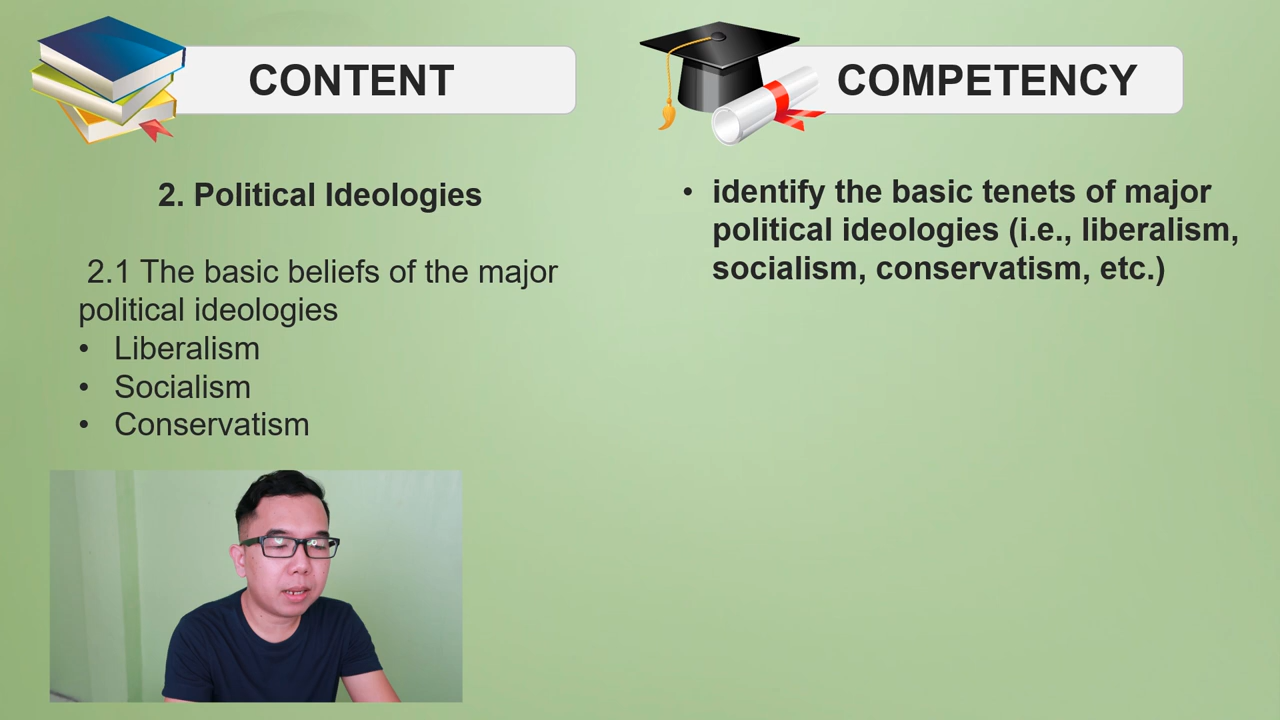 CONTENT
2. Political Ideologies
2.1 The basic beliefs of the major
political ideologies
• Liberalism
• Socialism
• Conservatism
COMPETENCY
• identify the basic tenets of major
political ideologies (i.e., liberalism,
socialism, conservatism, etc.)